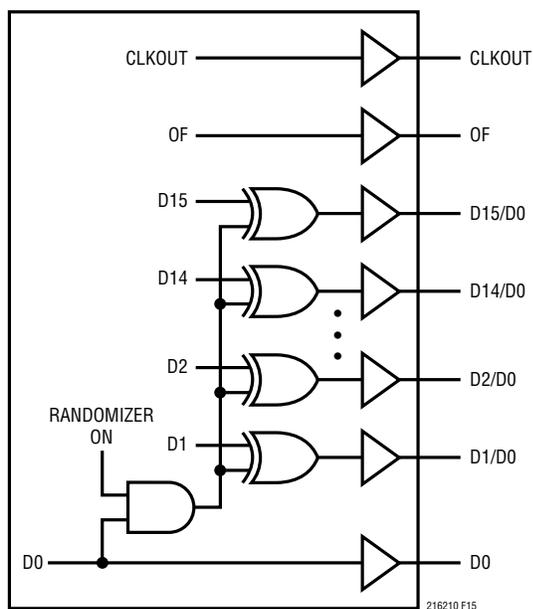 CLKOUT CLKOUT
OF OF
D15 D15/D0
D14 D14/D0
D2 D2/D0
RANDOMIZER
ON
D1 D1/D0
D0 D0
216210 F15